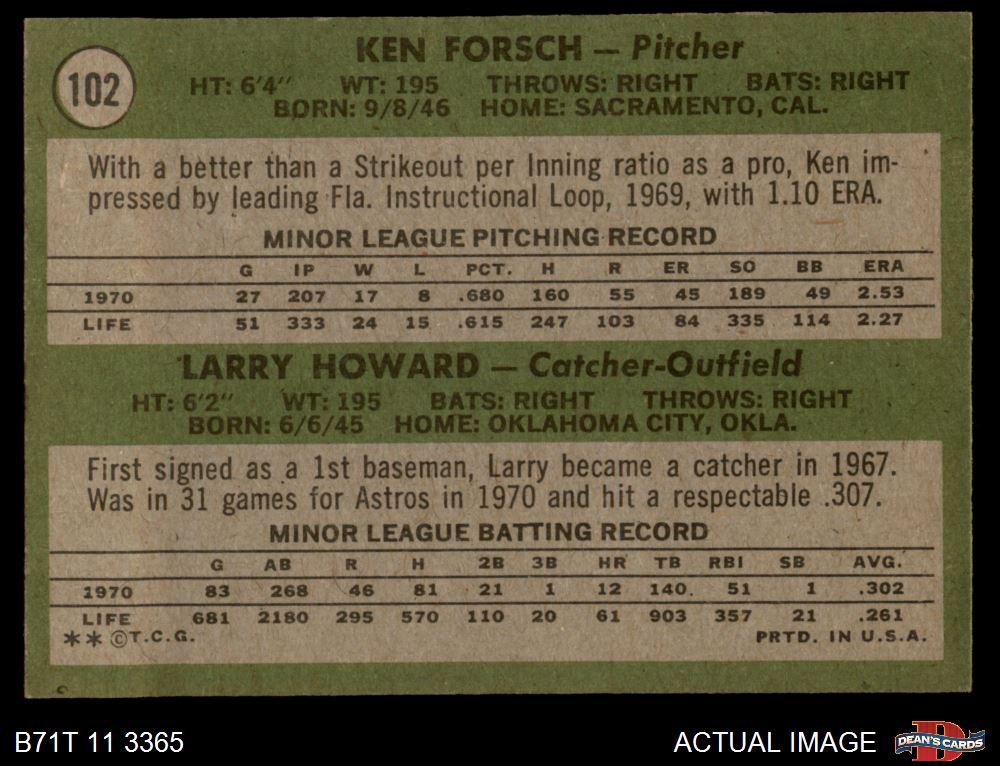 102
KEN FORSCH — Pitcher
HT: 6'4" WT: 195 THROWS: RIGHT BATS: RIGHT
BORN: 9/8/46 HOME: SACRAMENTO, CAL.
With a better than a Strikeout per Inning ratio as a pro, Ken im-
pressed by leading Fla. Instructional Loop, 1969, with 1.10 ERA.
MINOR LEAGUE PITCHING RECORD
G IP W L PCT. H R ER SO BB ERA
1970 27 207 17 8 .680 160 55 45 189 49 2.53
LIFE 51 333 24 15 .615 247 103 84 335 114 2.27
LARRY HOWARD — Catcher-Outfield
HT: 6'2" WT: 195 BATS: RIGHT THROWS: RIGHT
BORN: 6/6/45 HOME: OKLAHOMA CITY, OKLA.
First signed as a 1st baseman, Larry became a catcher in 1967.
Was in 31 games for Astros in 1970 and hit a respectable .307.
MINOR LEAGUE BATTING RECORD
G AB R H 2B 3B HR TB RBI SB AVG.
1970 83 268 46 81 21 1 12 140 51 1 .302
LIFE 681 2180 295 570 110 20 61 903 357 21 .261
** ©T.C.G. PRTD. IN U.S.A.
B71T 11 3365 ACTUAL IMAGE DEAN'S CARDS